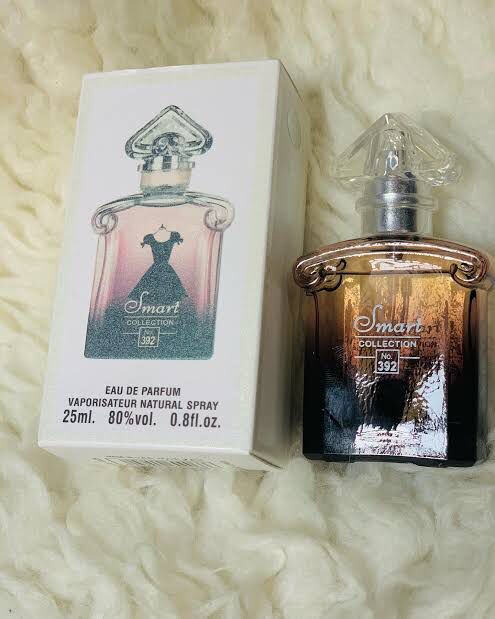 Smart
COLLECTION
No.
392
EAU DE PARFUM
VAPORISATEUR NATURAL SPRAY
25ml. 80%vol. 0.8fl.oz.
Smart
COLLECTION
No.
392